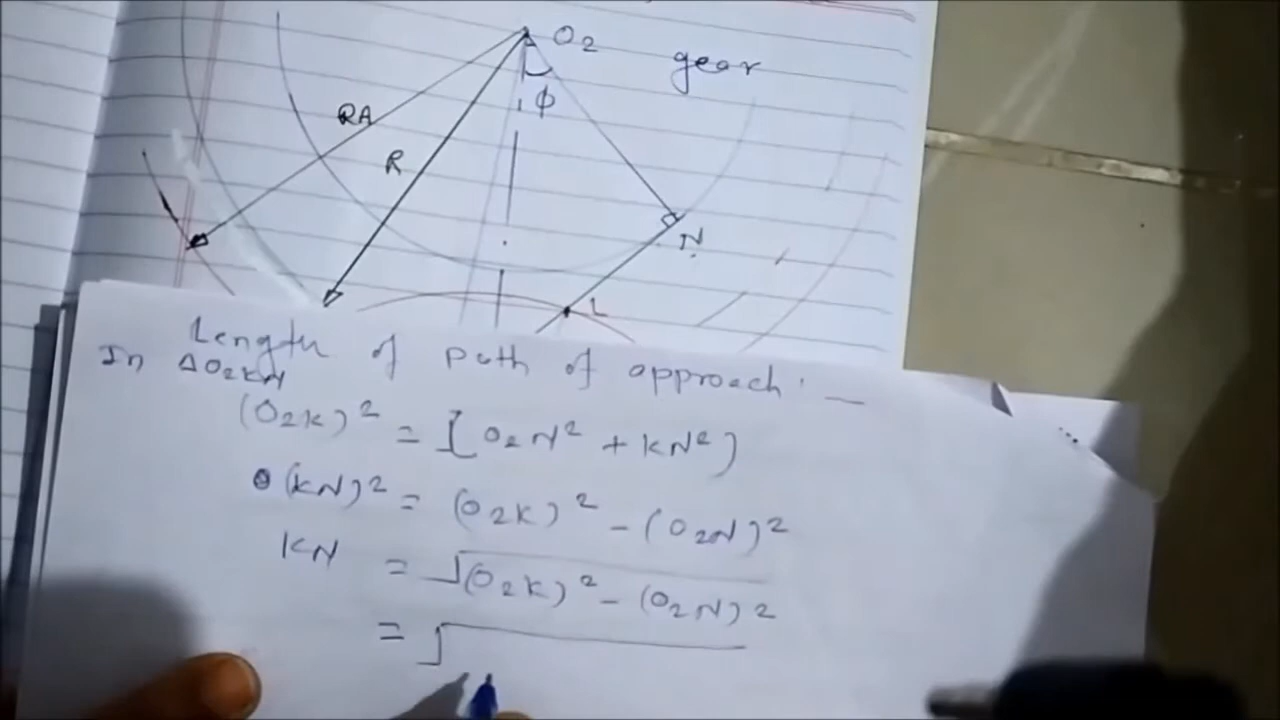 O2
gear
ϕ
RA
R
N
L
Length of path of approach :_
In ΔO2KN
(O2K)2 = [O2N2 + KN2)
(KN)2 = (O2K)2 - (O2N)2
KN = √(O2K)2 - (O2N)2
= √